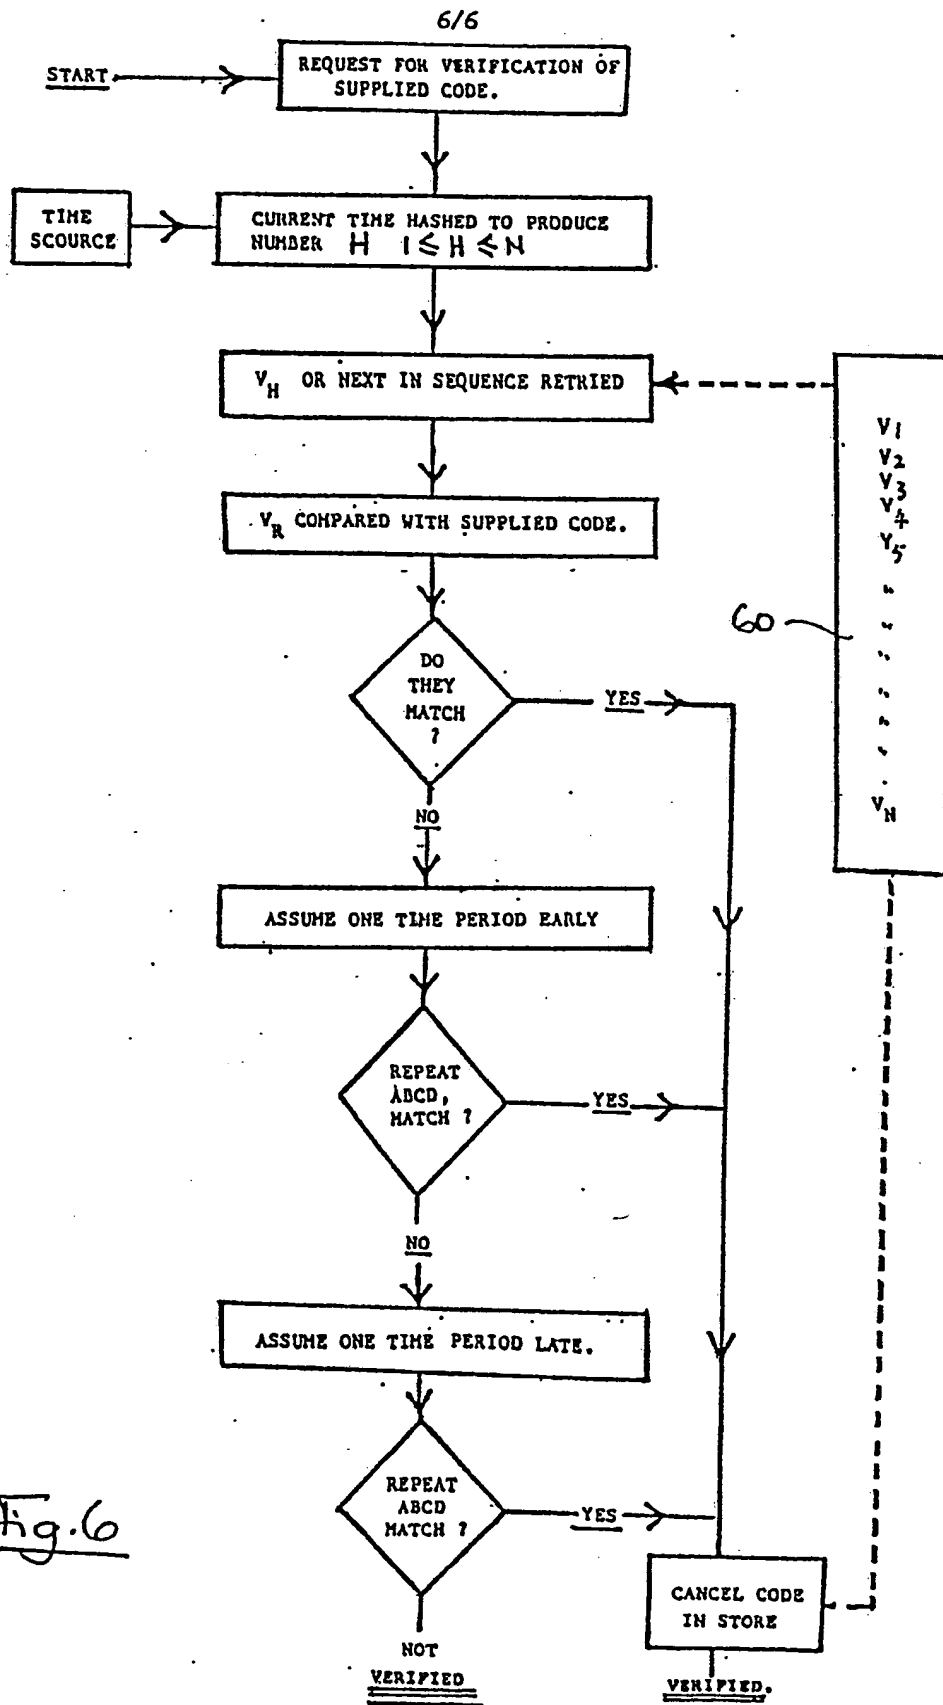 6/6
START
REQUEST FOR VERIFICATION OF
SUPPLIED CODE.
TIME
SCOURCE
CURRENT TIME HASHED TO PRODUCE
NUMBER H 1 ≤ H ≤ N
V_H OR NEXT IN SEQUENCE RETRIED
V_R COMPARED WITH SUPPLIED CODE.
V1
V2
V3
V4
Y5
V_N
60
DO
THEY
MATCH
?
YES
NO
ASSUME ONE TIME PERIOD EARLY
REPEAT
ABCD,
MATCH ?
YES
NO
ASSUME ONE TIME PERIOD LATE.
REPEAT
ABCD
MATCH ?
YES
Fig.6
CANCEL CODE
IN STORE
NOT
VERIFIED
VERIFIED.